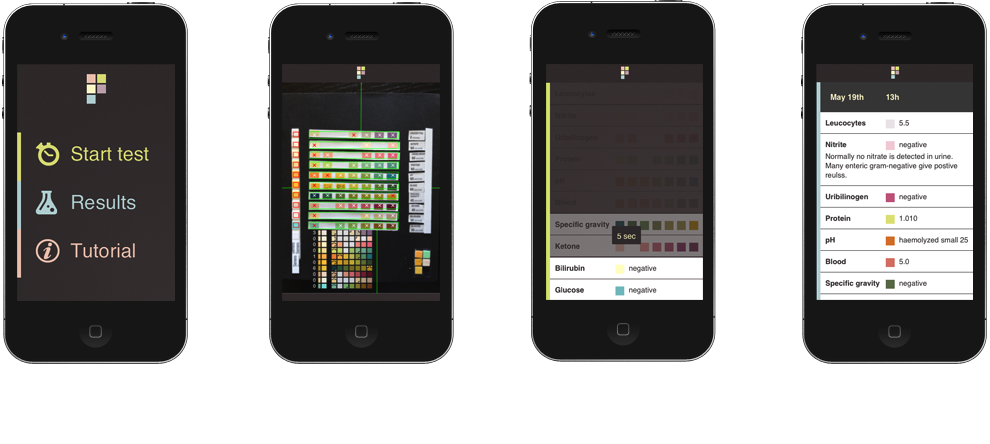 Start test
Results
Tutorial
Specific gravity
5 sec
Ketone
Bilirubin negative
Glucose negative
May 19th 13h
Leucocytes 5.5
Nitrite negative
Normally no nitrate is detected in urine.
Many enteric gram-negative give postive
reulss.
Uribilinogen negative
Protein 1.010
pH haemolyzed small 25
Blood 5.0
Specific gravity negative